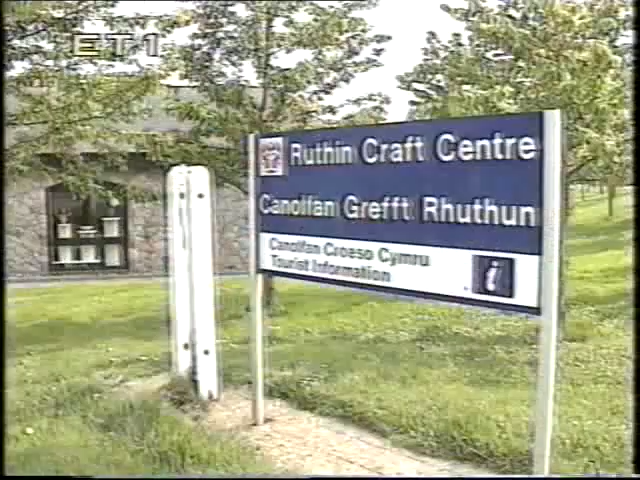 ET1
Ruthin Craft Centre
Canolfan Grefft Rhuthun
Canolfan Croeso Cymru
Tourist Information
i